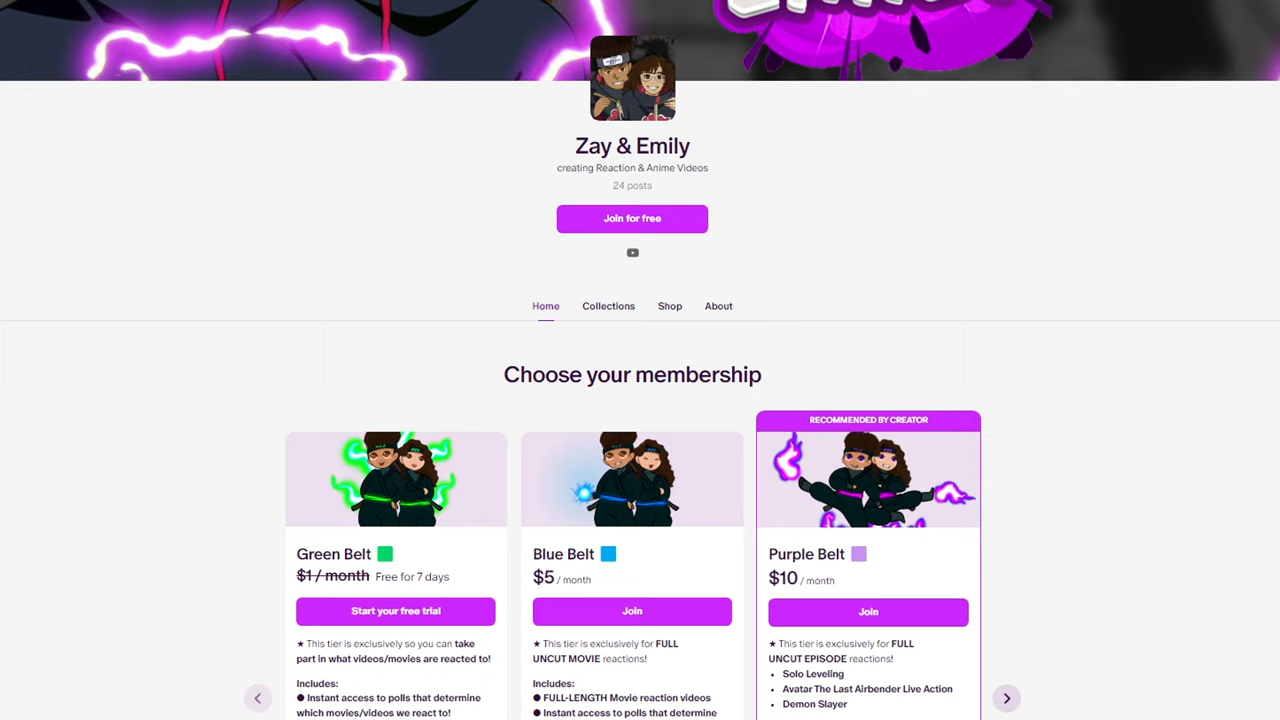 Zay & Emily
creating Reaction & Anime Videos
24 posts
Join for free
Home
Collections
Shop
About
Choose your membership
Green Belt
$1 / month Free for 7 days
Start your free trial
★ This tier is exclusively so you can take
part in what videos/movies are reacted to!
Includes:
● Instant access to polls that determine
which movies/videos we react to!
Blue Belt
$5 / month
Join
★ This tier is exclusively for FULL
UNCUT MOVIE reactions!
Includes:
● FULL-LENGTH Movie reaction videos
● Instant access to polls that determine
RECOMMENDED BY CREATOR
Purple Belt
$10 / month
Join
★ This tier is exclusively for FULL
UNCUT EPISODE reactions!
• Solo Leveling
• Avatar The Last Airbender Live Action
• Demon Slayer